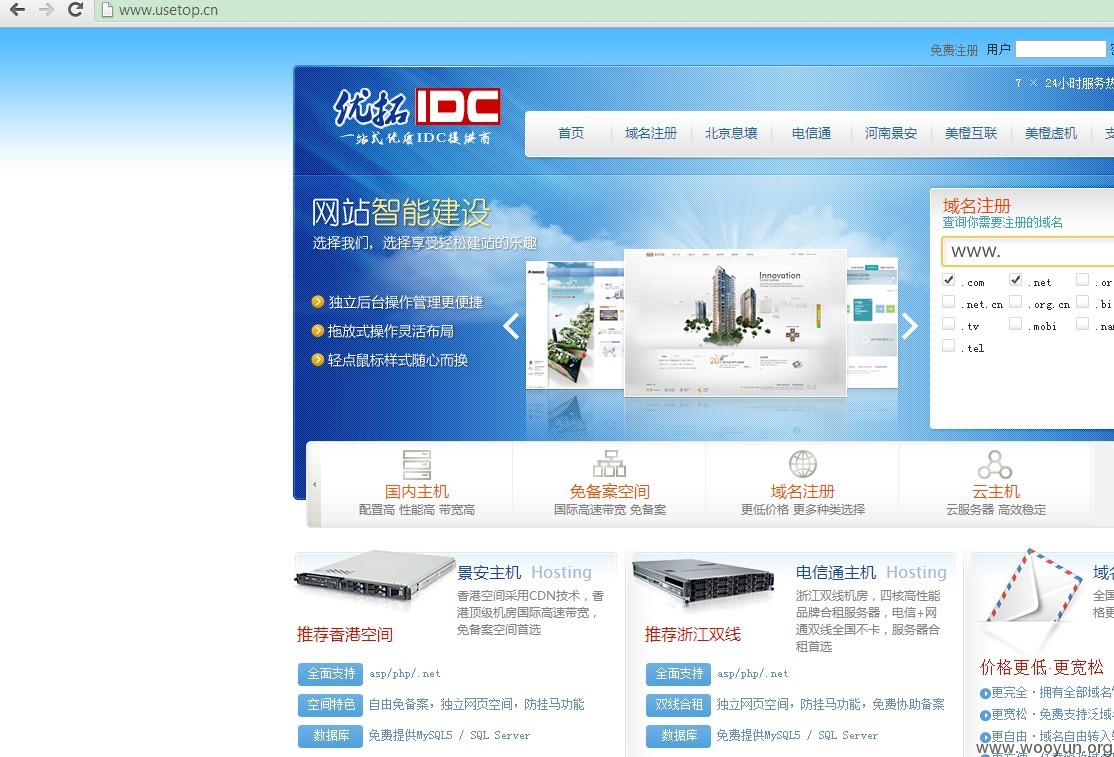 www.usetop.cn
免费注册 用户
7 × 24小时服务热
优拓IDC
一站式优质IDC提供商
首页 域名注册 北京息壤 电信通 河南景安 美橙互联 美橙虚机
网站智能建设
选择我们，选择享受轻松建站的乐趣
独立后台操作管理更便捷
拖放式操作灵活布局
轻点鼠标样式随心而换
Innovation
域名注册
查询你需要注册的域名
www.
.com .net .or
.net.cn .org.cn .bi
.tv .mobi .na
.tel
国内主机 免备案空间 域名注册 云主机
配置高 性能高 带宽高 国际高速带宽 免备案 更低价格 更多种类选择 云服务器 高效稳定
景安主机 Hosting
香港空间采用CDN技术，香
港顶级机房国际高速带宽，
免备案空间首选
推荐香港空间
全面支持 asp/php/.net
空间特色 自由免备案，独立网页空间，防挂马功能
数据库 免费提供MySQL5 / SQL Server
电信通主机 Hosting
浙江双线机房，四核高性能
品牌合租服务器，电信+网
通双线全国不卡，服务器合
租首选
推荐浙江双线
全面支持 asp/php/.net
双线合租 独立网页空间，防挂马功能，免费协助备案
数据库 免费提供MySQL5 / SQL Server
域名
全国
格更
价格更低·更宽松
更完全·拥有全部域名
更宽松·免费支持泛域
更自由·域名自由转入
www.wooyun.org